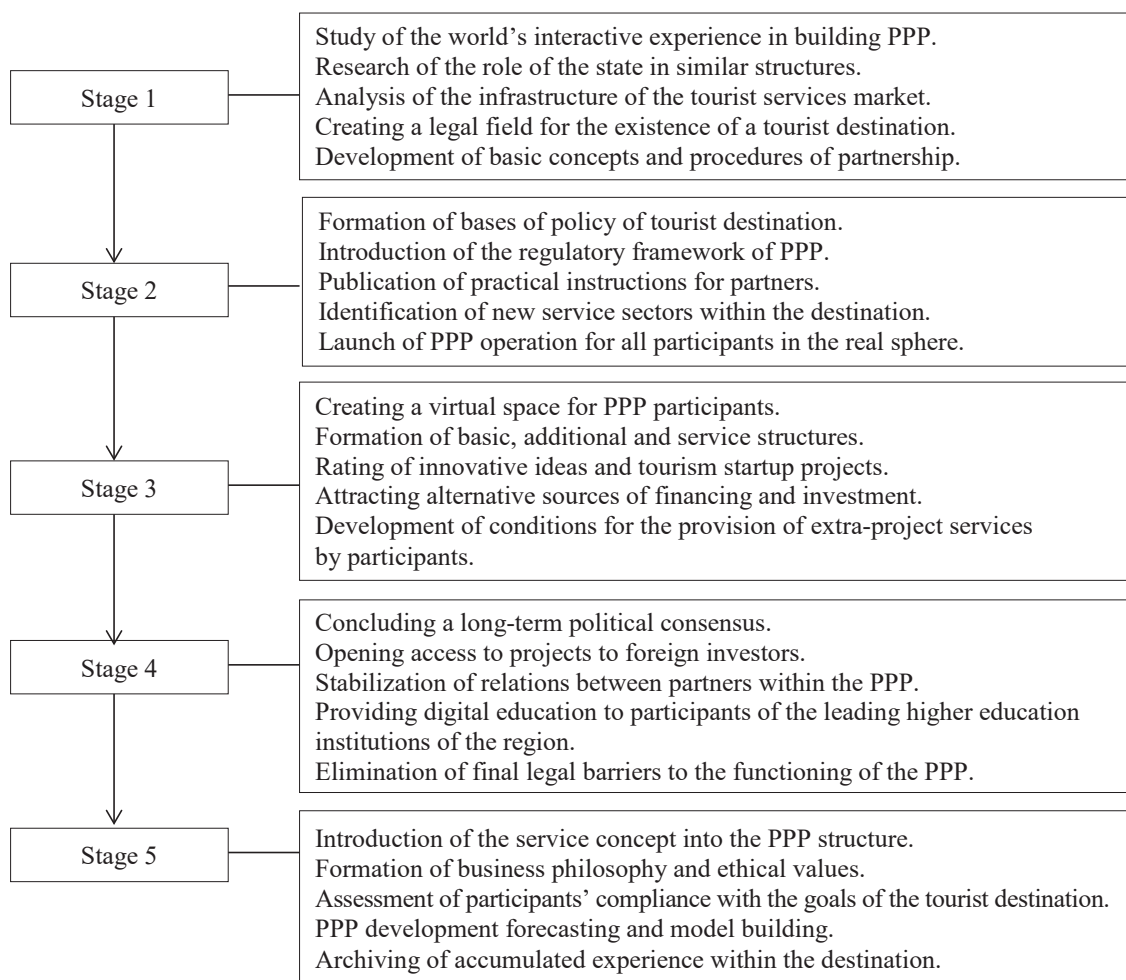 Stage 1
Study of the world’s interactive experience in building PPP.
Research of the role of the state in similar structures.
Analysis of the infrastructure of the tourist services market.
Creating a legal field for the existence of a tourist destination.
Development of basic concepts and procedures of partnership.
Stage 2
Formation of bases of policy of tourist destination.
Introduction of the regulatory framework of PPP.
Publication of practical instructions for partners.
Identification of new service sectors within the destination.
Launch of PPP operation for all participants in the real sphere.
Stage 3
Creating a virtual space for PPP participants.
Formation of basic, additional and service structures.
Rating of innovative ideas and tourism startup projects.
Attracting alternative sources of financing and investment.
Development of conditions for the provision of extra-project services
by participants.
Stage 4
Concluding a long-term political consensus.
Opening access to projects to foreign investors.
Stabilization of relations between partners within the PPP.
Providing digital education to participants of the leading higher education
institutions of the region.
Elimination of final legal barriers to the functioning of the PPP.
Stage 5
Introduction of the service concept into the PPP structure.
Formation of business philosophy and ethical values.
Assessment of participants’ compliance with the goals of the tourist destination.
PPP development forecasting and model building.
Archiving of accumulated experience within the destination.